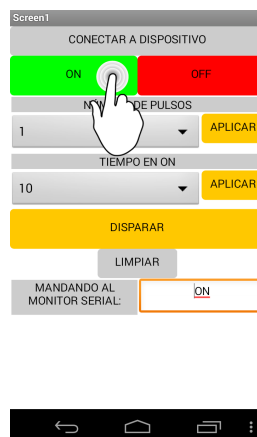 Screen1
CONECTAR A DISPOSITIVO
ON OFF
DE PULSOS
1 APLICAR
TIEMPO EN ON
10 APLICAR
DISPARAR
LIMPIAR
MANDANDO AL
MONITOR SERIAL:
ON